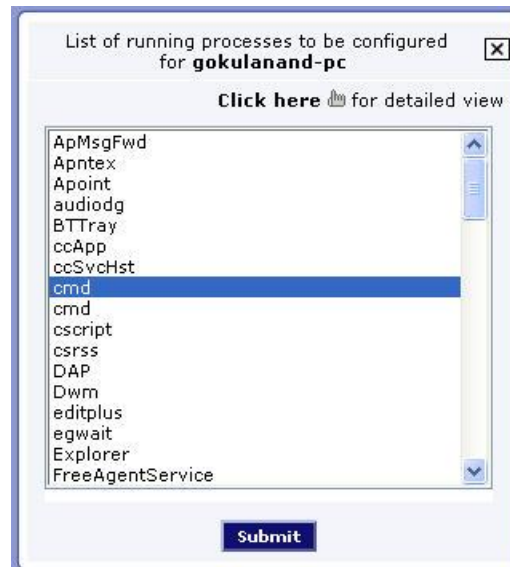 List of running processes to be configured
for gokulanand-pc
Click here for detailed view
ApMsgFwd
Apntex
Apoint
audiodg
BTTray
ccApp
ccSvcHst
cmd
cmd
cscript
csrss
DAP
Dwm
editplus
egwait
Explorer
FreeAgentService
Submit